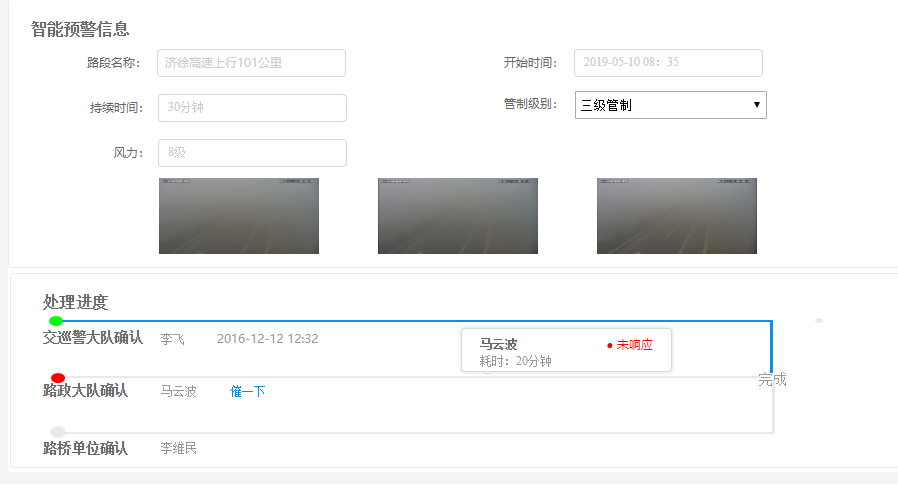 智能预警信息
路段名称： 济徐高速上行101公里 开始时间： 2019-05-10 08：35
持续时间： 30分钟 管制级别： 三级管制
风力： 8级
处理进度
交巡警大队确认 李飞 2016-12-12 12:32
马云波 未响应
耗时：20分钟
完成
路政大队确认 马云波 催一下
路桥单位确认 李维民